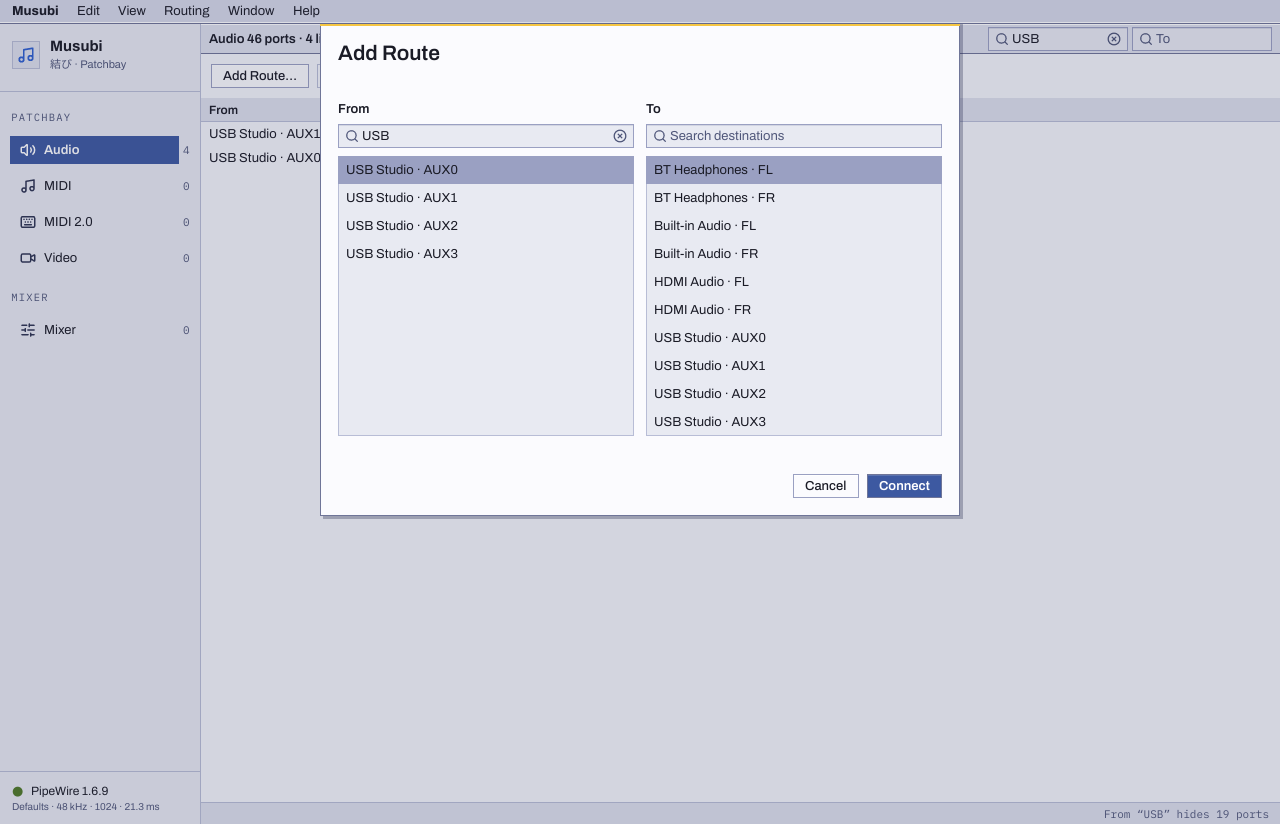 Musubi Edit View Routing Window Help
Musubi
結び · Patchbay
Audio 46 ports · 4
USB
To
Add Route...
From
USB Studio · AUX1
USB Studio · AUX0
PATCHBAY
Audio 4
MIDI 0
MIDI 2.0 0
Video 0
MIXER
Mixer 0
PipeWire 1.6.9
Defaults · 48 kHz · 1024 · 21.3 ms
Add Route
From
USB
USB Studio · AUX0
USB Studio · AUX1
USB Studio · AUX2
USB Studio · AUX3
To
Search destinations
BT Headphones · FL
BT Headphones · FR
Built-in Audio · FL
Built-in Audio · FR
HDMI Audio · FL
HDMI Audio · FR
USB Studio · AUX0
USB Studio · AUX1
USB Studio · AUX2
USB Studio · AUX3
Cancel Connect
From “USB” hides 19 ports